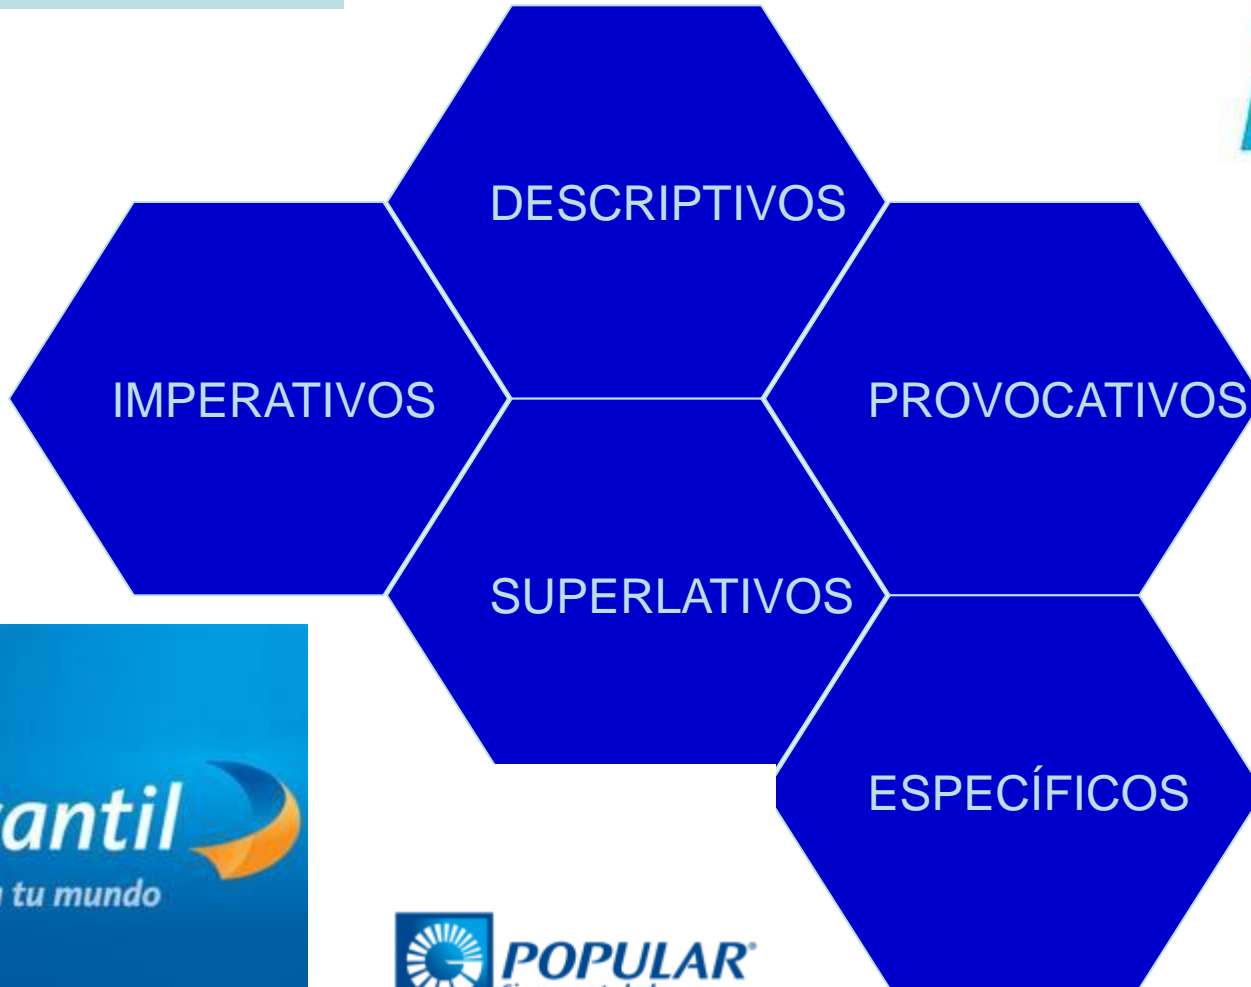 DESCRIPTIVOS
IMPERATIVOS
PROVOCATIVOS
SUPERLATIVOS
ESPECÍFICOS
antil
tu mundo
POPULAR®